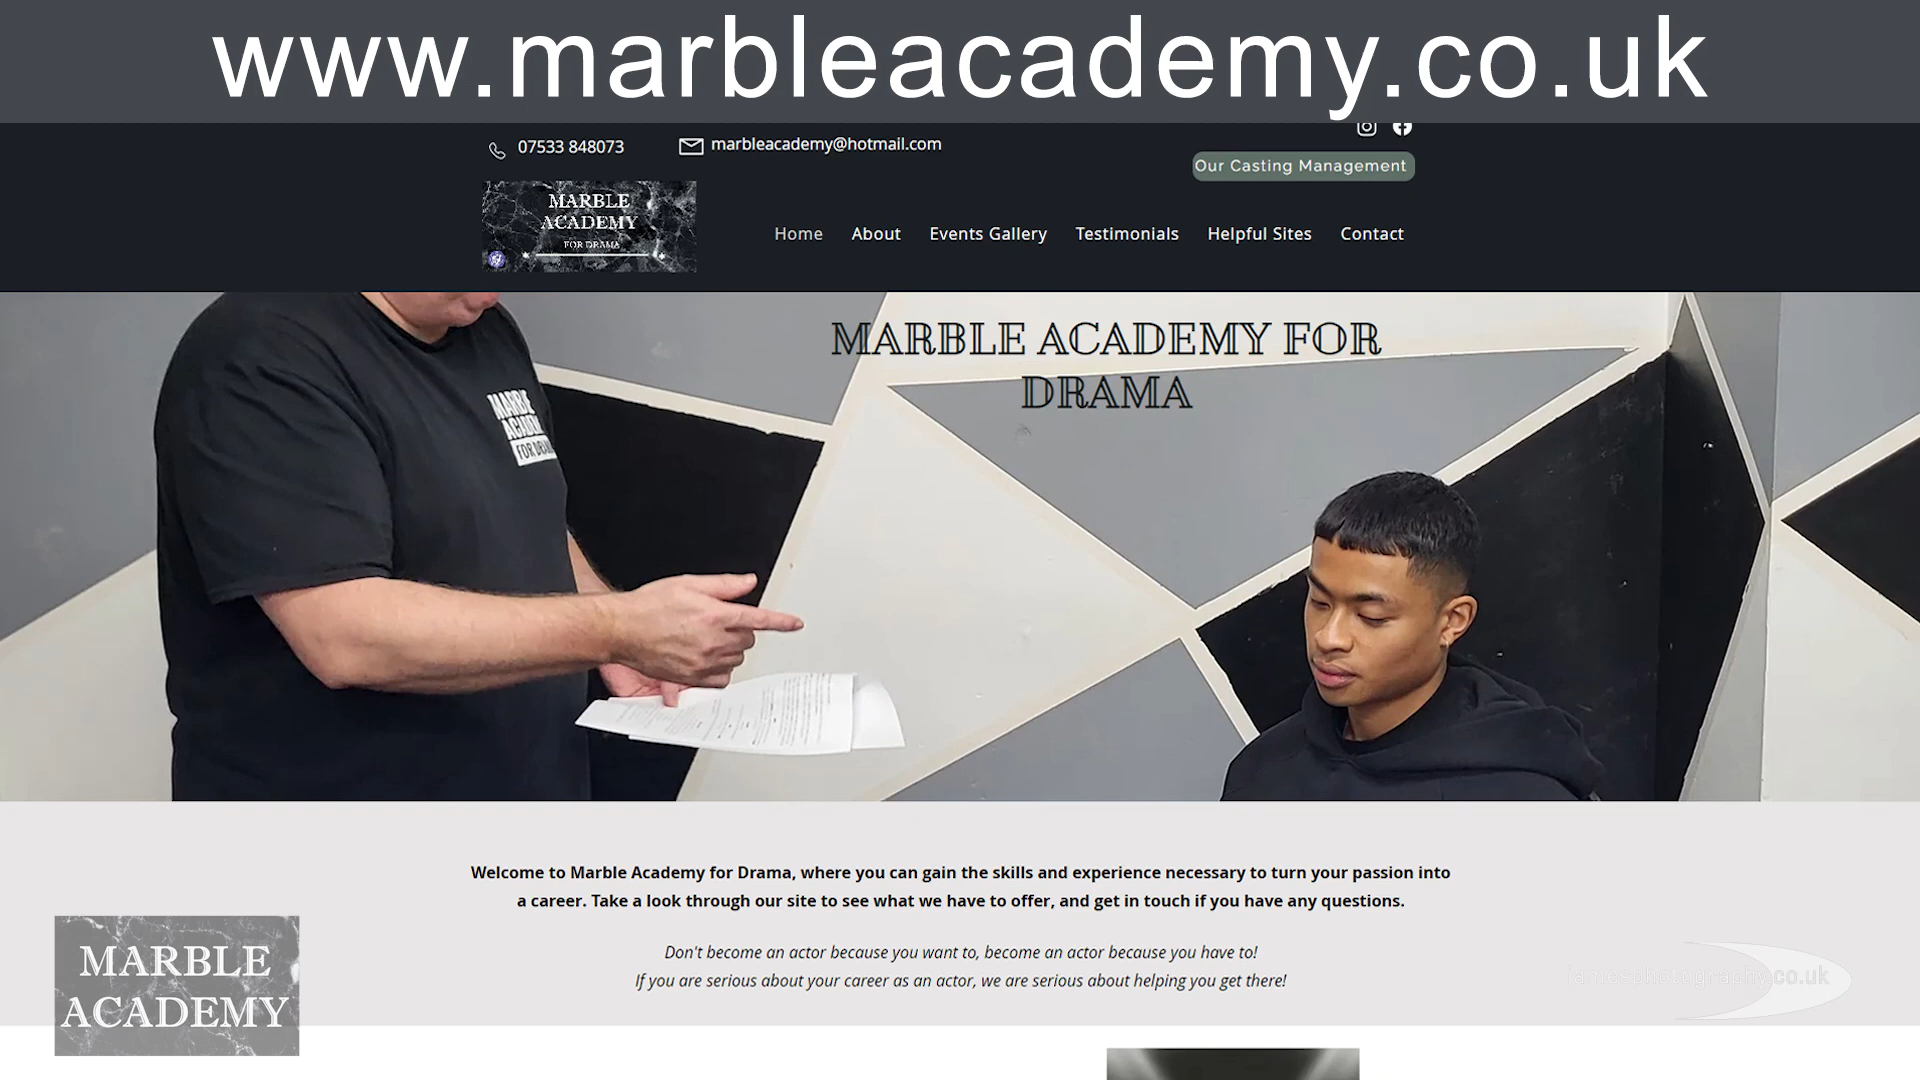 www.marbleacademy.co.uk
07533 848073
marbleacademy@hotmail.com
Our Casting Management
MARBLE
ACADEMY
FOR DRAMA
Home About Events Gallery Testimonials Helpful Sites Contact
MARBLE ACADEMY FOR
DRAMA
MARBLE
ACADEMY
FOR DRAMA
Welcome to Marble Academy for Drama, where you can gain the skills and experience necessary to turn your passion into
a career. Take a look through our site to see what we have to offer, and get in touch if you have any questions.
Don't become an actor because you want to, become an actor because you have to!
If you are serious about your career as an actor, we are serious about helping you get there!
MARBLE
ACADEMY